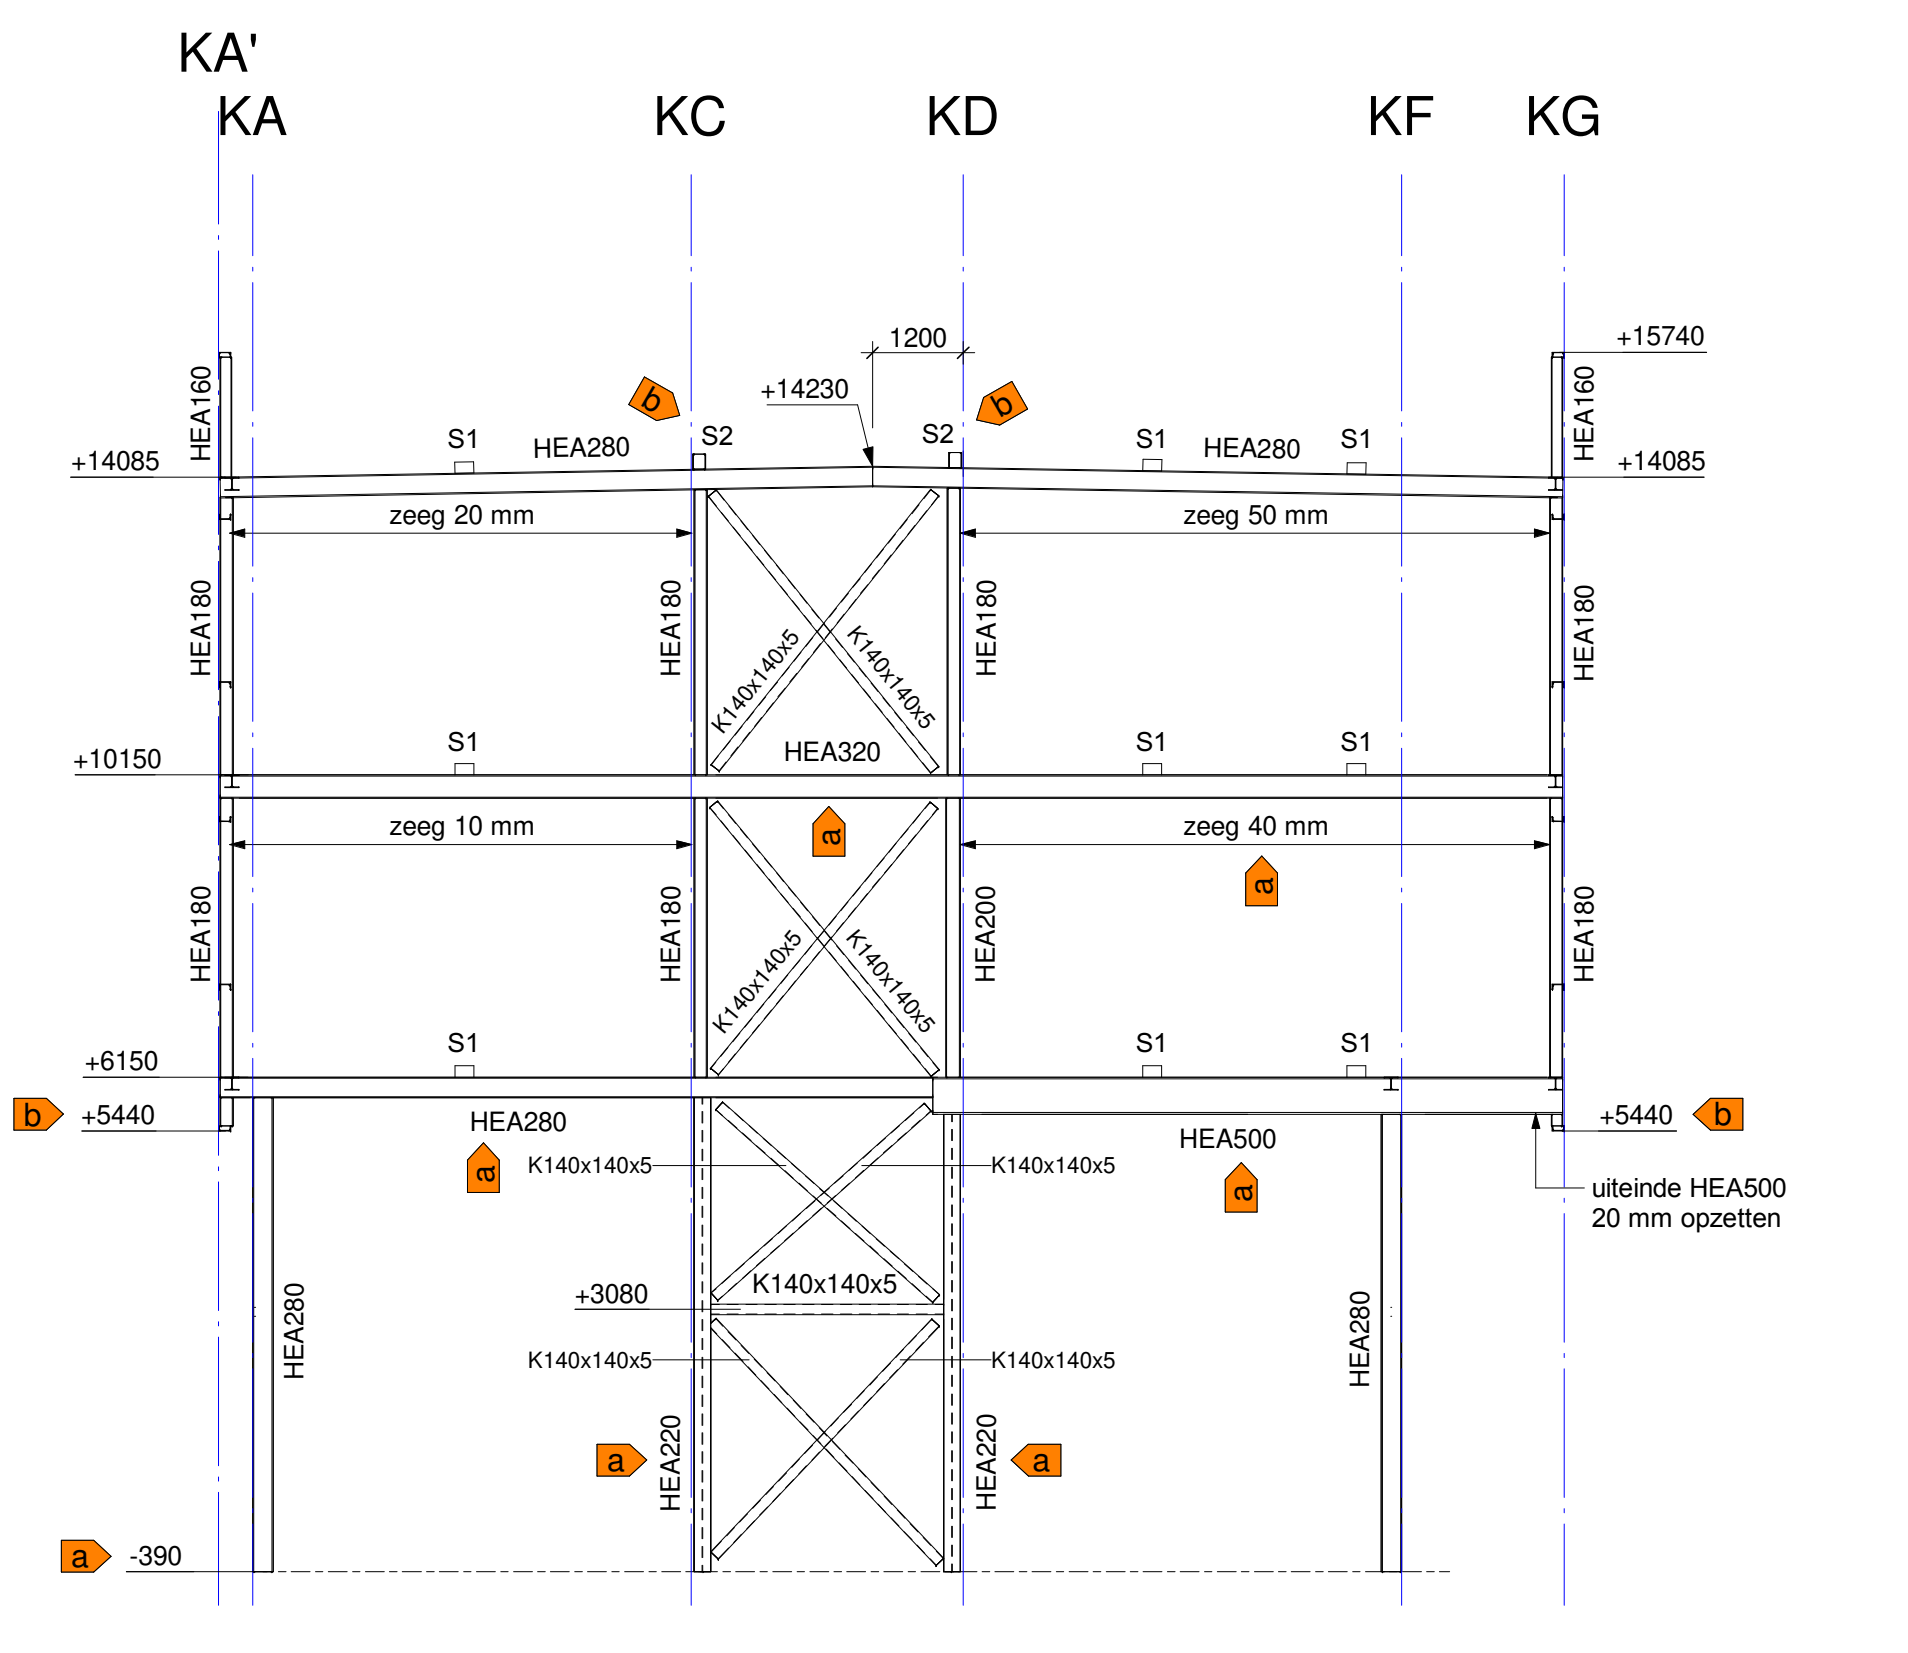 KA'
KA
KC
KD
KF
KG
1200
+15740
+14230
b
b
HEA160
HEA160
S1
HEA280
S2
S2
S1
HEA280
S1
+14085
+14085
zeeg 20 mm
zeeg 50 mm
HEA180
HEA180
K140x140x5
K140x140x5
HEA180
HEA180
S1
HEA320
S1
S1
+10150
zeeg 10 mm
a
zeeg 40 mm
a
HEA180
HEA180
K140x140x5
K140x140x5
HEA200
HEA180
S1
S1
S1
+6150
b
+5440
+5440
b
HEA280
HEA500
a
K140x140x5
K140x140x5
a
uiteinde HEA500
20 mm opzetten
K140x140x5
+3080
HEA280
HEA280
K140x140x5
K140x140x5
a
HEA220
HEA220
a
a
-390